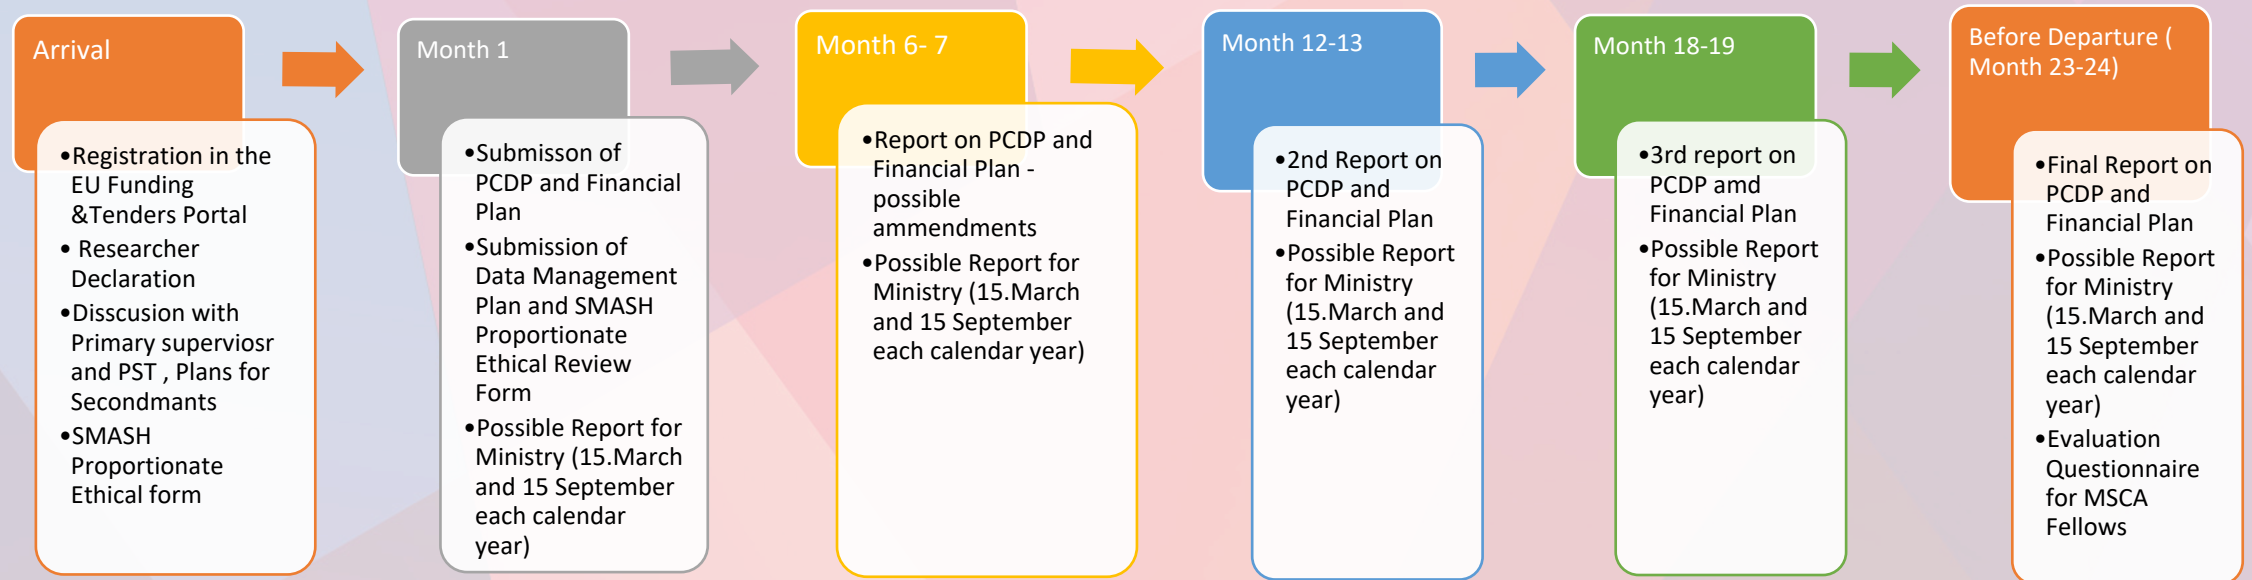 Arrival
•Registration in the
EU Funding
&Tenders Portal
• Researcher
Declaration
•Disscusion with
Primary superviosr
and PST , Plans for
Secondmants
•SMASH
Proportionate
Ethical form
Month 1
•Submisson of
PCDP and Financial
Plan
•Submission of
Data Management
Plan and SMASH
Proportionate
Ethical Review
Form
•Possible Report for
Ministry (15.March
and 15 September
each calendar
year)
Month 6- 7
•Report on PCDP and
Financial Plan -
possible
ammendments
•Possible Report for
Ministry (15.March
and 15 September
each calendar year)
Month 12-13
•2nd Report on
PCDP and
Financial Plan
•Possible Report
for Ministry
(15.March and
15 September
each calendar
year)
Month 18-19
•3rd report on
PCDP amd
Financial Plan
•Possible Report
for Ministry
(15.March and
15 September
each calendar
year)
Before Departure (
Month 23-24)
•Final Report on
PCDP and
Financial Plan
•Possible Report
for Ministry
(15.March and
15 September
each calendar
year)
•Evaluation
Questionnaire
for MSCA
Fellows